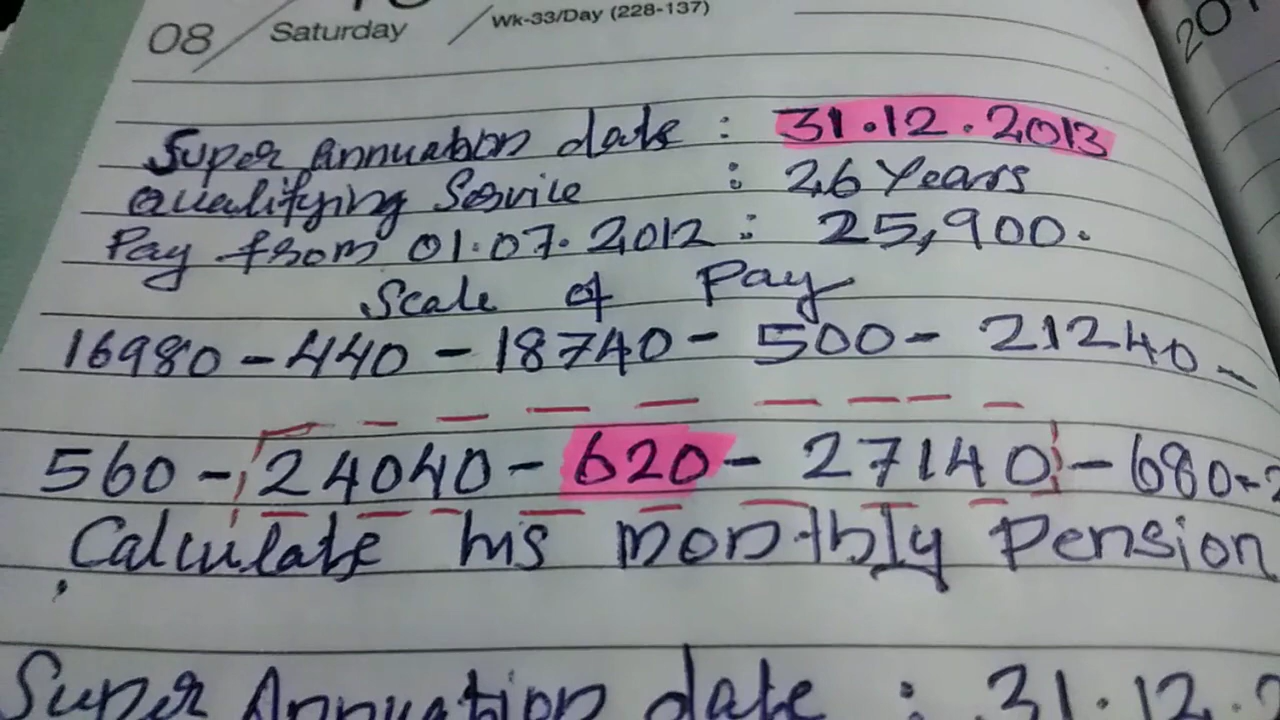 08 / Saturday / Wk-33/Day (228-137)
Super Annuation date : 31.12.2013
Qualifying Service : 26 Years
Pay from 01.07.2012 : 25,900.
Scale of Pay
16980 - 440 - 18740 - 500 - 21240 -
560 - 24040 - 620 - 27140 - 680 -
Calculate his monthly Pension
Super Annuation date : 31.12.